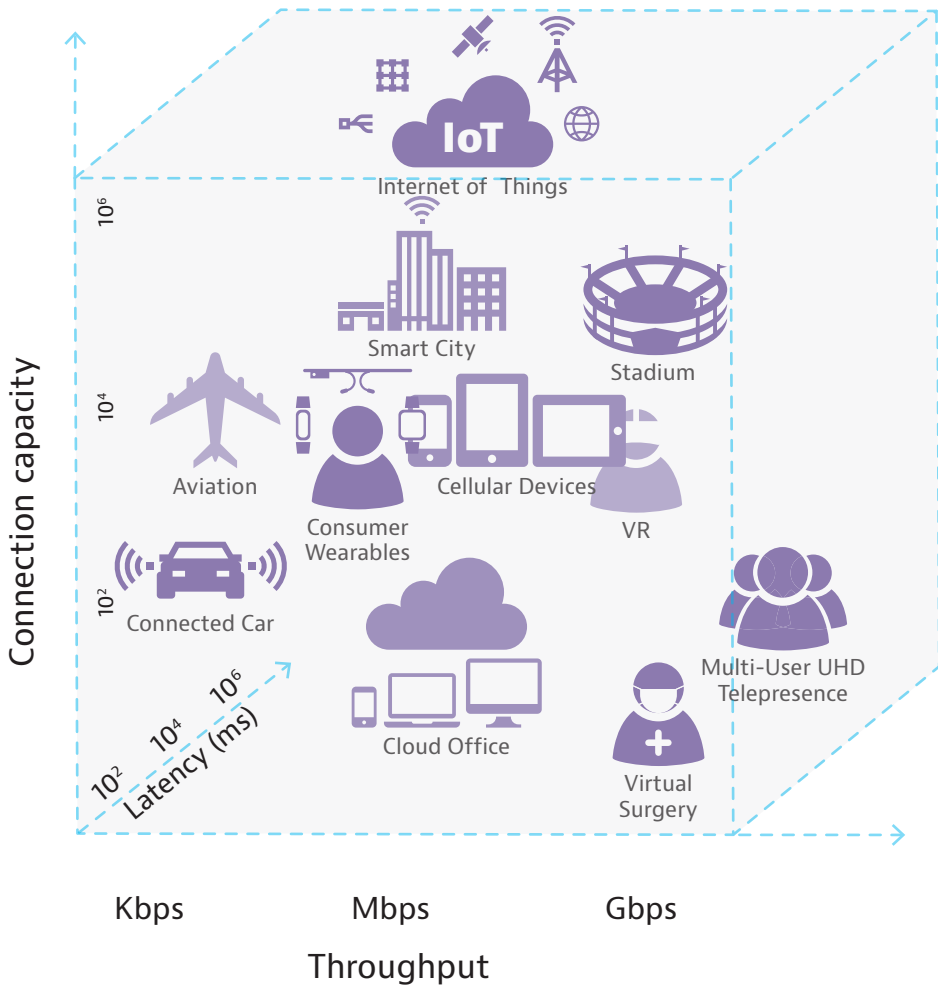 IoT
Internet of Things
10⁶
Smart City
Stadium
Connection capacity
10⁴
Aviation
Cellular Devices
VR
Consumer
Wearables
10²
Connected Car
Multi-User UHD
Telepresence
10⁶
10⁴
10²
Latency (ms)
Cloud Office
Virtual
Surgery
Kbps
Mbps
Gbps
Throughput